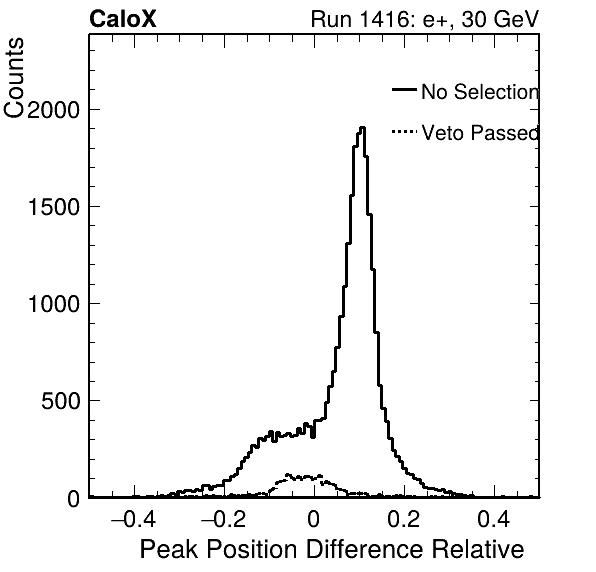 CaloX Run 1416: e+, 30 GeV
Counts
No Selection
Veto Passed
2000
1500
1000
500
0
−0.4 −0.2 0 0.2 0.4
Peak Position Difference Relative